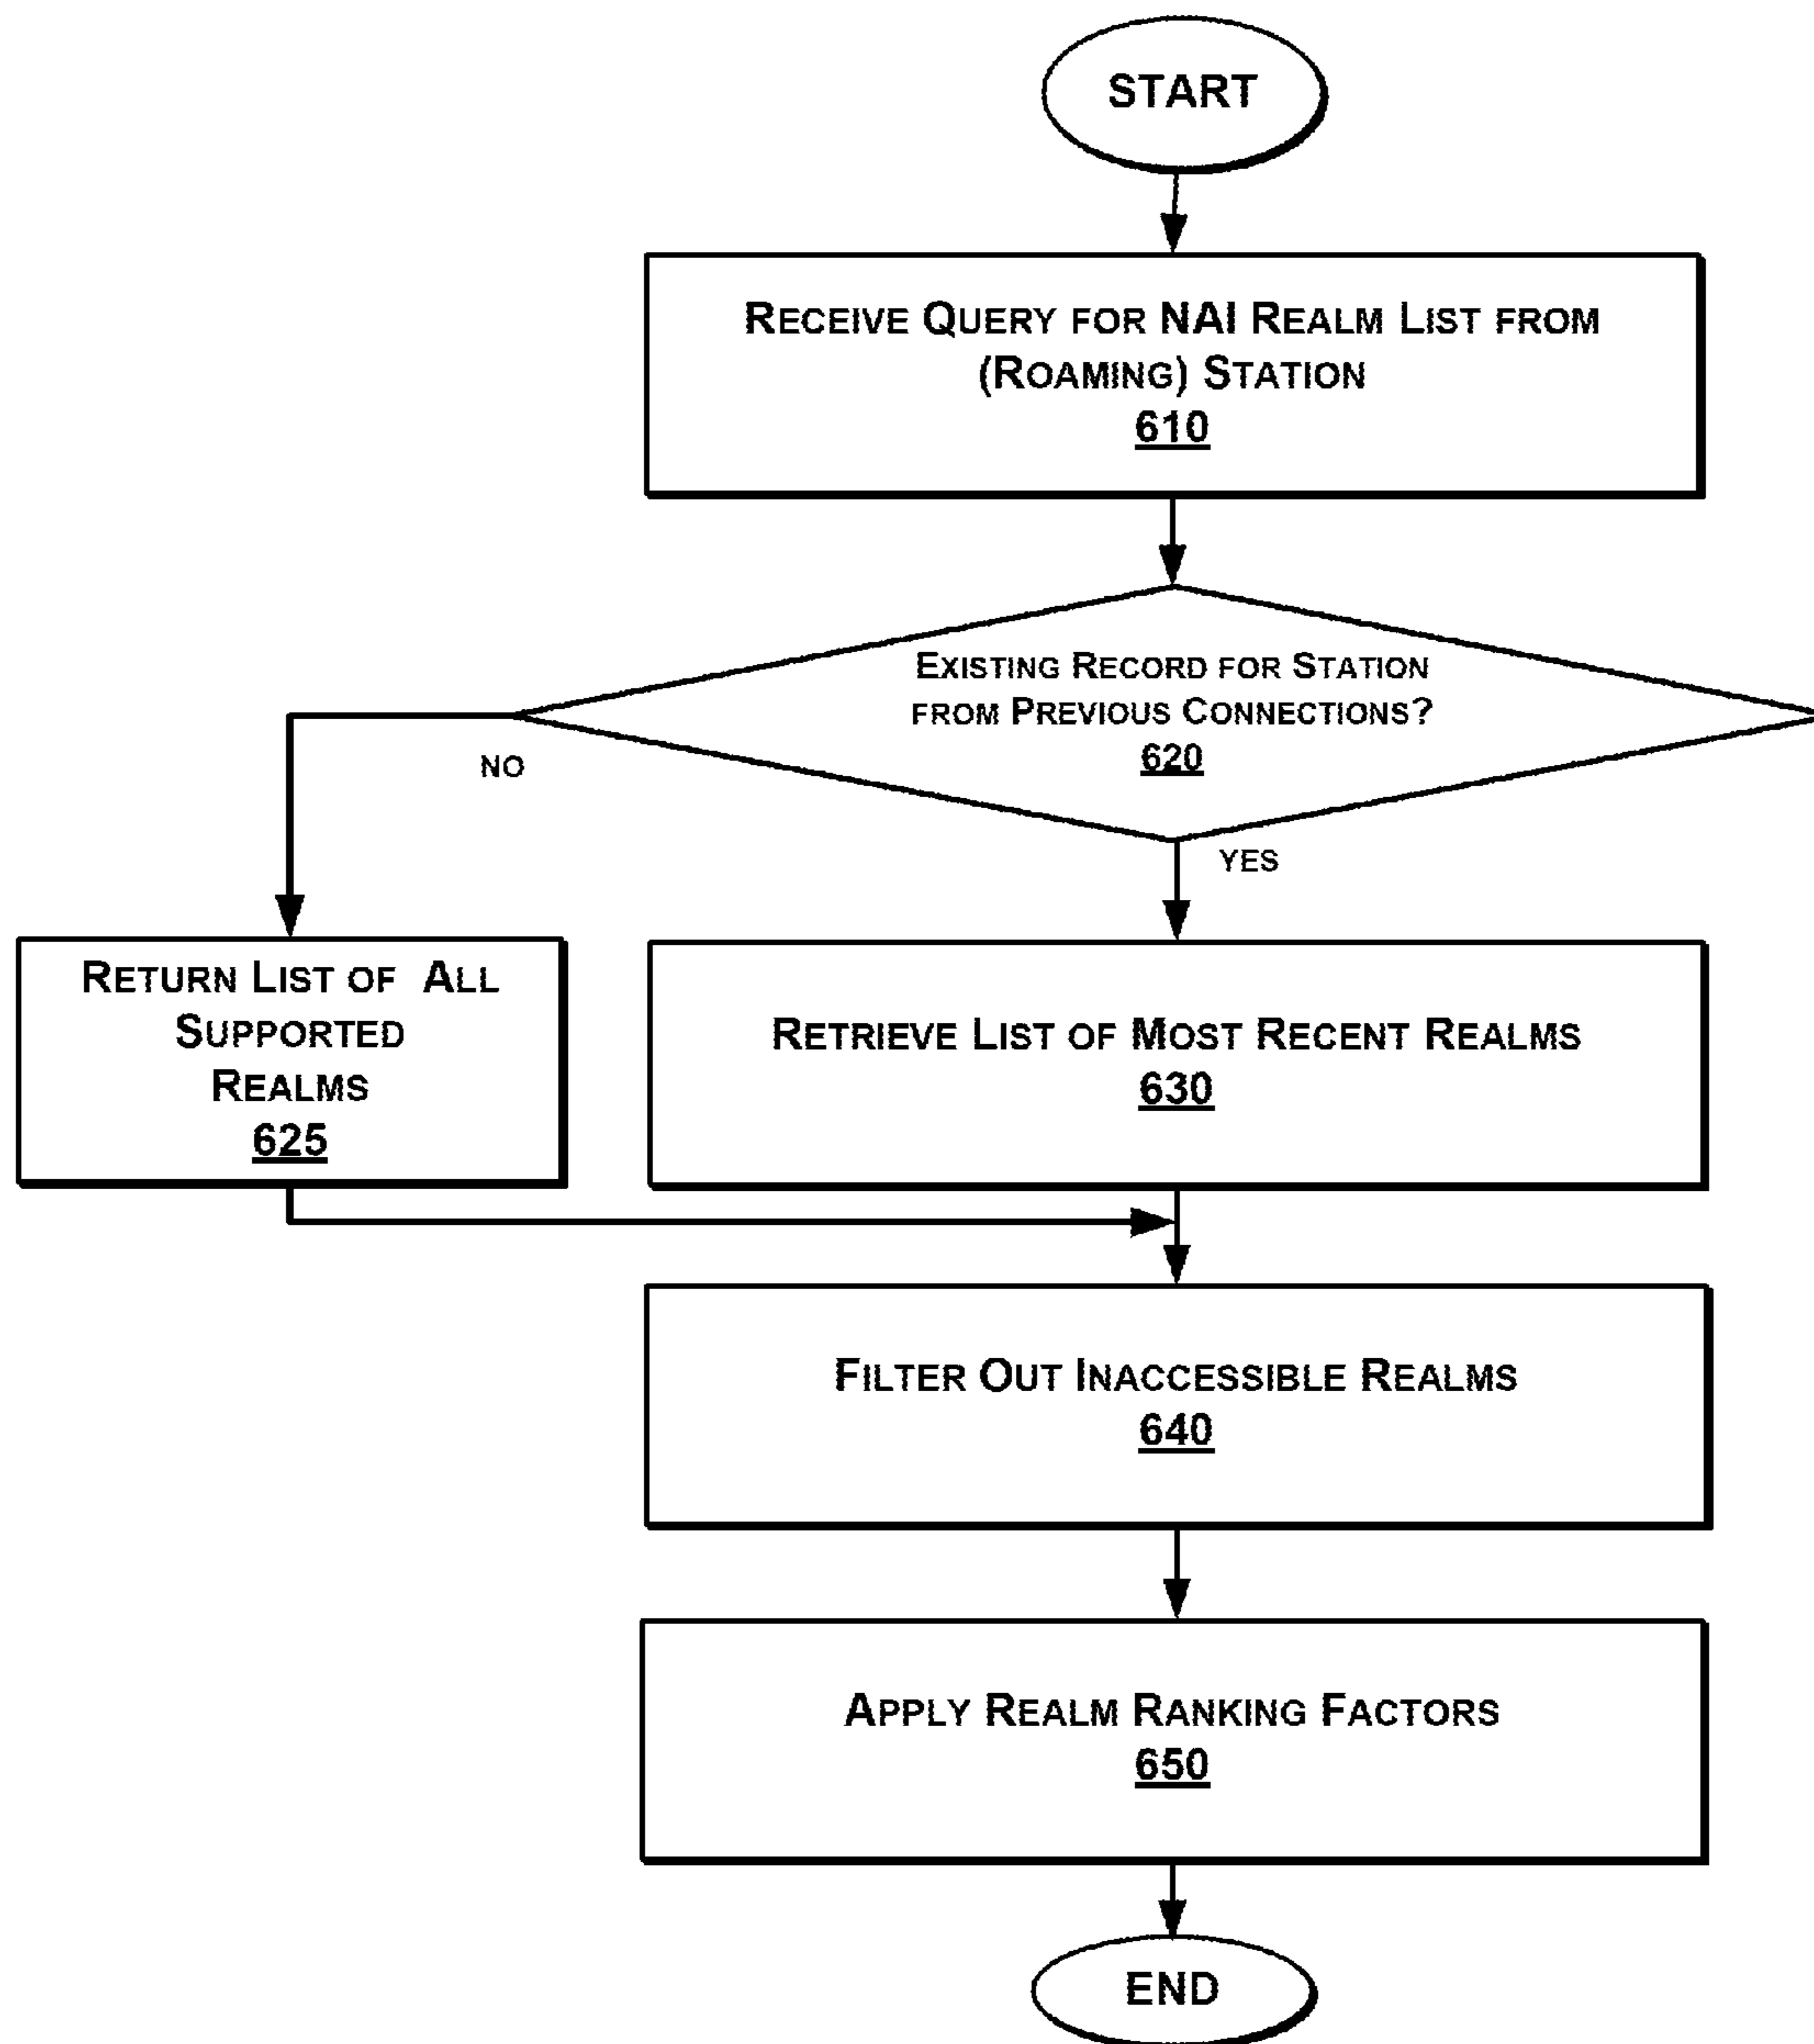 START
RECEIVE QUERY FOR NAI REALM LIST FROM
(ROAMING) STATION
610
EXISTING RECORD FOR STATION
FROM PREVIOUS CONNECTIONS?
620
NO
YES
RETURN LIST OF ALL
SUPPORTED
REALMS
625
RETRIEVE LIST OF MOST RECENT REALMS
630
FILTER OUT INACCESSIBLE REALMS
640
APPLY REALM RANKING FACTORS
650
END